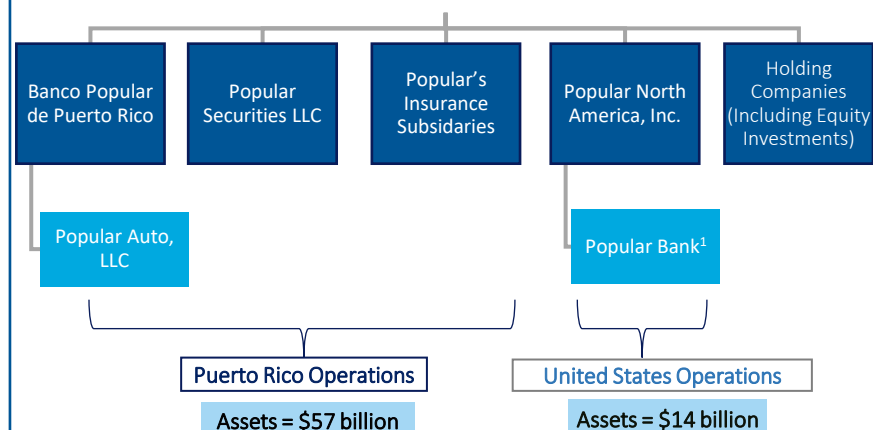 Banco Popular
de Puerto Rico
Popular
Securities LLC
Popular's
Insurance
Subsidaries
Popular North
America, Inc.
Holding
Companies
(Including Equity
Investments)
Popular Auto,
LLC
Popular Bank¹
Puerto Rico Operations
United States Operations
Assets = $57 billion
Assets = $14 billion